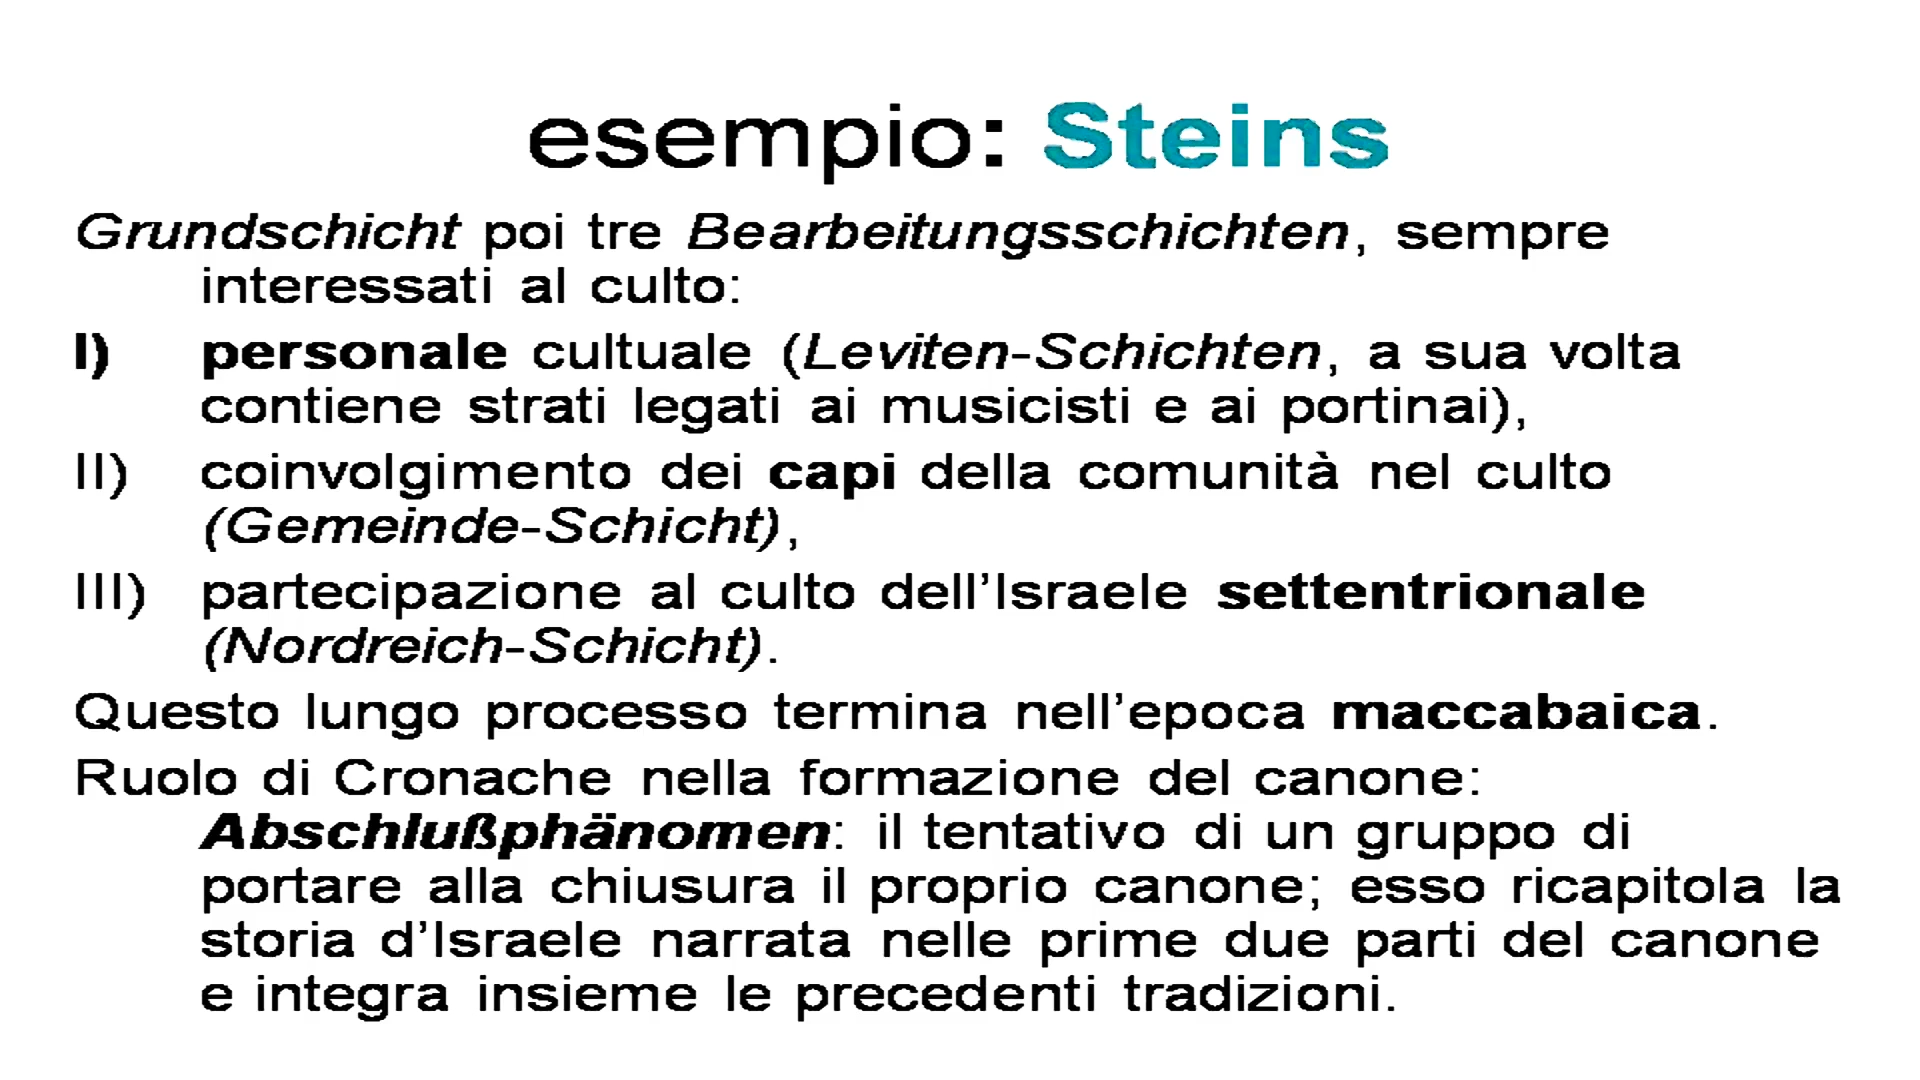 esempio: Steins
Grundschicht poi tre Bearbeitungsschichten, sempre
interessati al culto:
I) personale cultuale (Leviten-Schichten, a sua volta
contiene strati legati ai musicisti e ai portinai),
II) coinvolgimento dei capi della comunità nel culto
(Gemeinde-Schicht),
III) partecipazione al culto dell’Israele settentrionale
(Nordreich-Schicht).
Questo lungo processo termina nell’epoca maccabaica.
Ruolo di Cronache nella formazione del canone:
Abschlußphänomen: il tentativo di un gruppo di
portare alla chiusura il proprio canone; esso ricapitola la
storia d’Israele narrata nelle prime due parti del canone
e integra insieme le precedenti tradizioni.